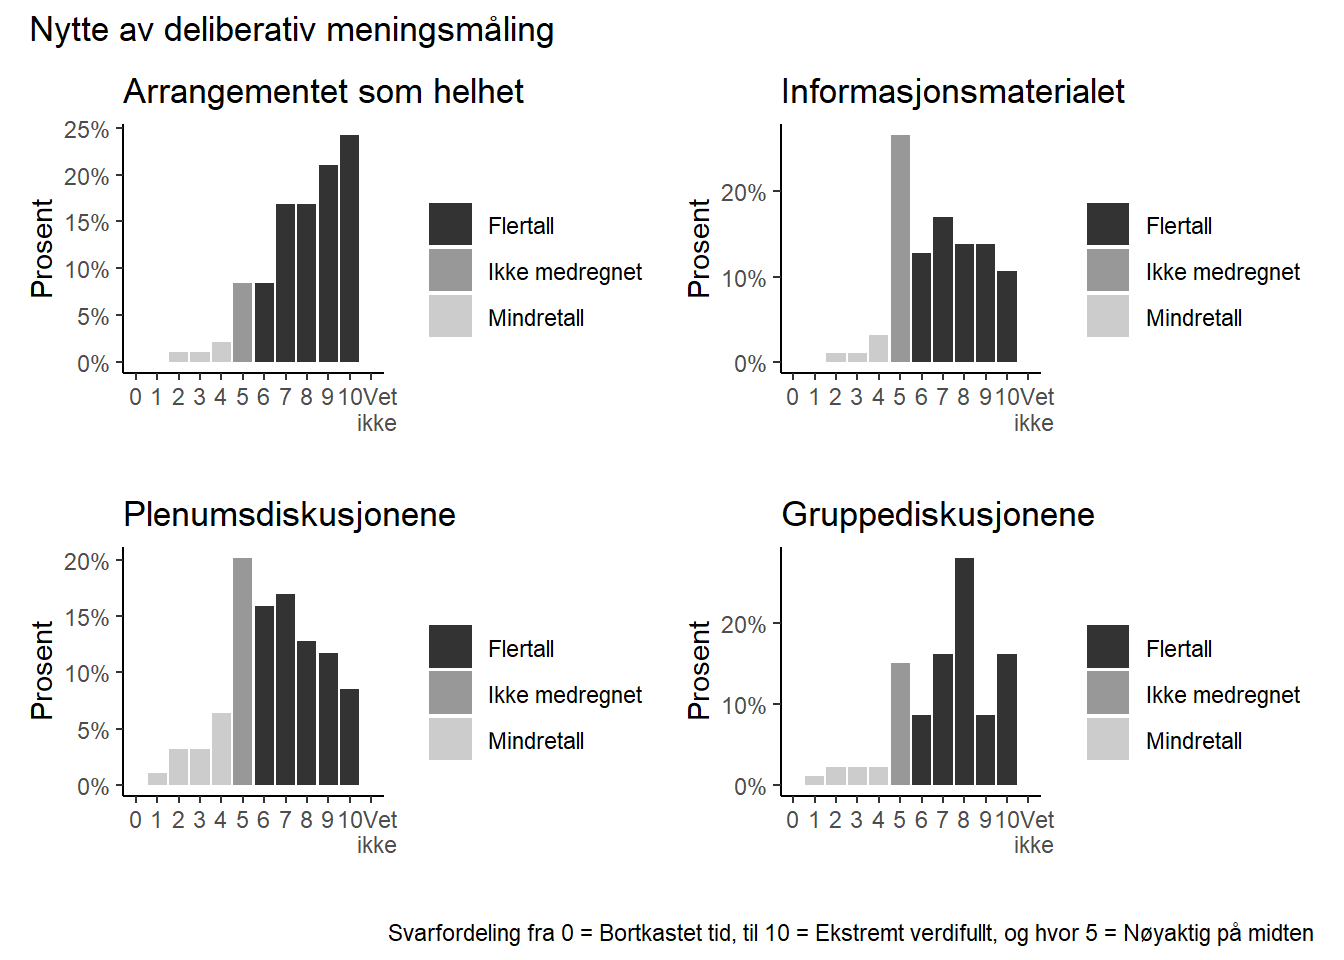 Nytte av deliberativ meningsmåling
Arrangementet som helhet
25%
20%
15%
10%
5%
0%
Prosent
0 1 2 3 4 5 6 7 8 9 10 Vet
ikke
Flertall
Ikke medregnet
Mindretall
Informasjonsmaterialet
20%
10%
0%
Prosent
0 1 2 3 4 5 6 7 8 9 10 Vet
ikke
Flertall
Ikke medregnet
Mindretall
Plenumsdiskusjonene
20%
15%
10%
5%
0%
Prosent
0 1 2 3 4 5 6 7 8 9 10 Vet
ikke
Flertall
Ikke medregnet
Mindretall
Gruppediskusjonene
20%
10%
0%
Prosent
0 1 2 3 4 5 6 7 8 9 10 Vet
ikke
Flertall
Ikke medregnet
Mindretall
Svarfordeling fra 0 = Bortkastet tid, til 10 = Ekstremt verdifullt, og hvor 5 = Nøyaktig på midten